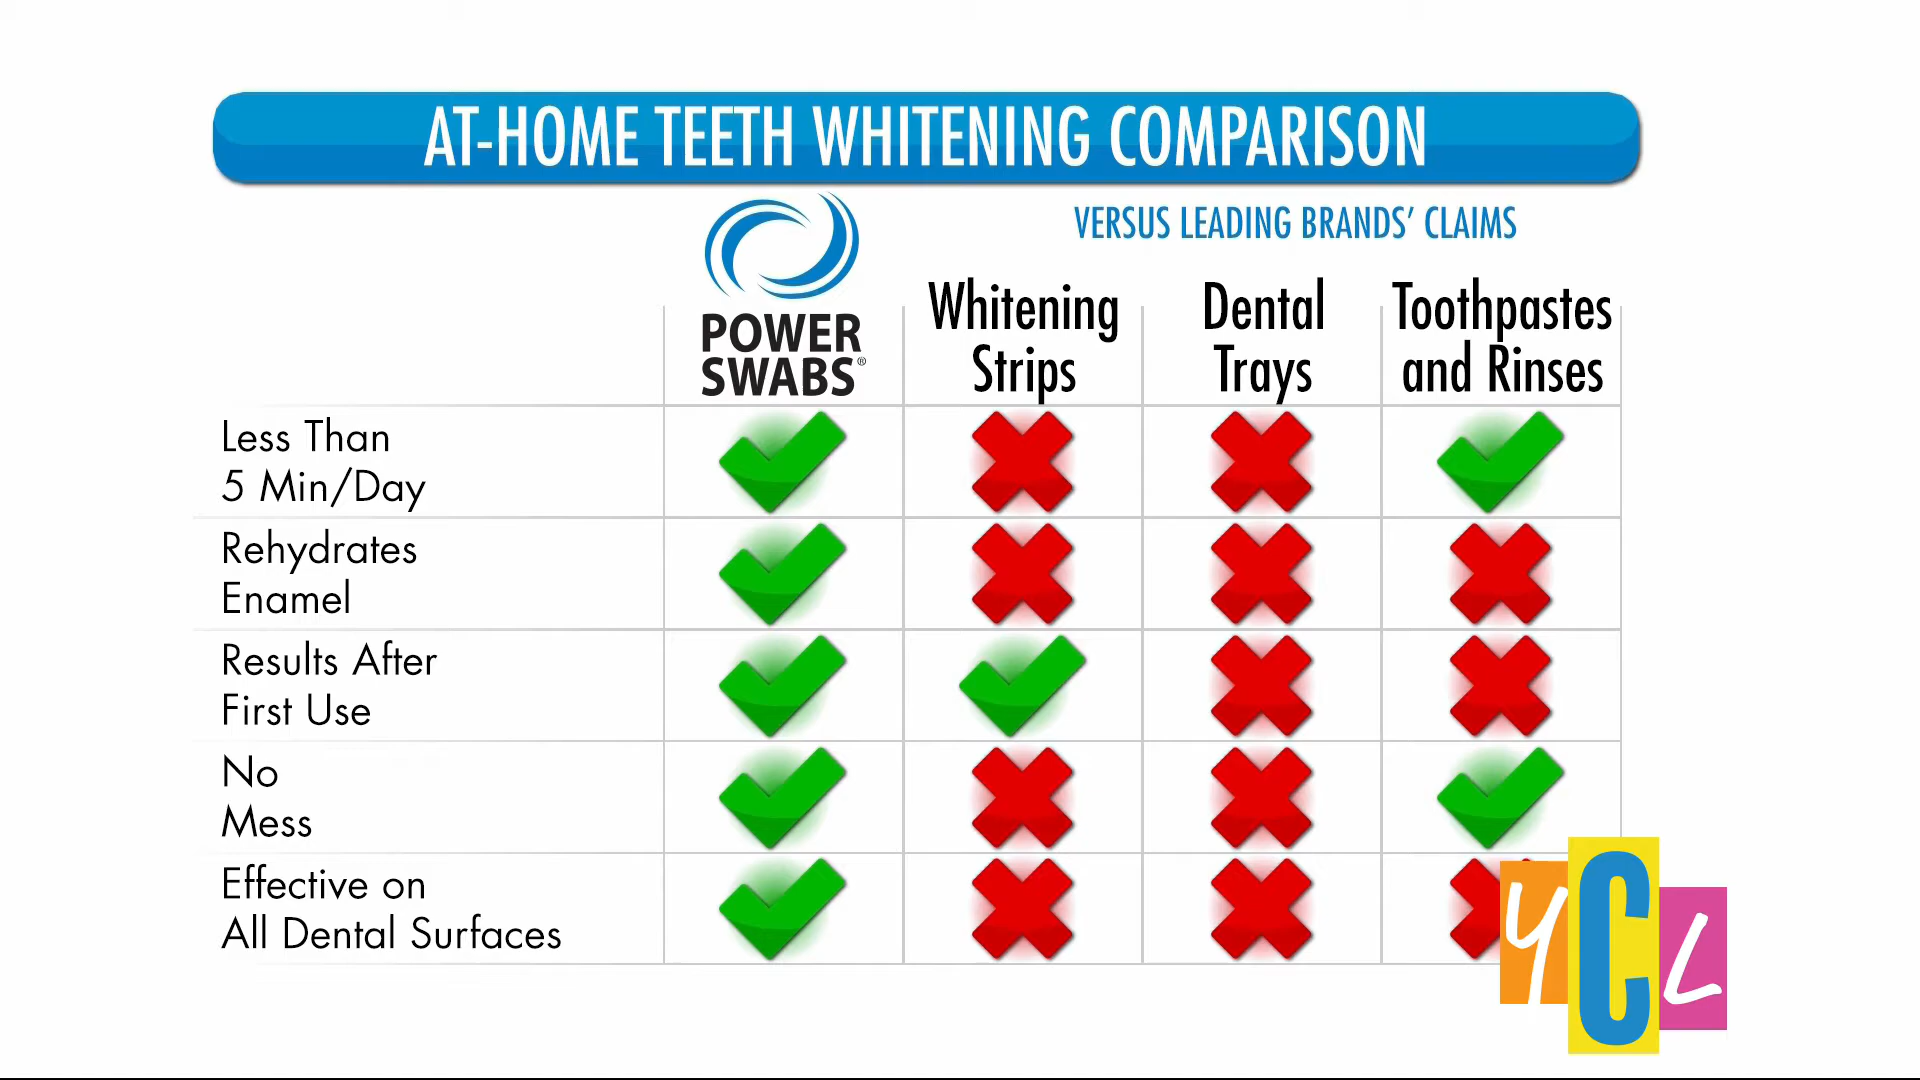 AT-HOME TEETH WHITENING COMPARISON
VERSUS LEADING BRANDS' CLAIMS
POWER
SWABS®
Whitening
Strips
Dental
Trays
Toothpastes
and Rinses
Less Than
5 Min/Day
Rehydrates
Enamel
Results After
First Use
No
Mess
Effective on
All Dental Surfaces
YCL